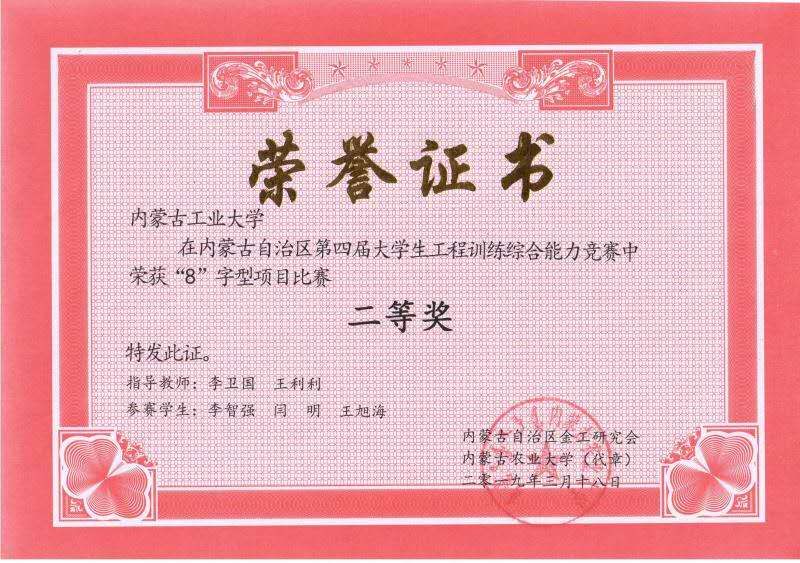 荣誉证书
内蒙古工业大学
在内蒙古自治区第四届大学生工程训练综合能力竞赛中
荣获“8”字型项目比赛
二等奖
特发此证。
指导教师：李卫国 王利利
参赛学生：李智强 闫 明 王旭海
内蒙古自治区金工研究会
内蒙古农业大学（代章）
二零一九年三月十八日